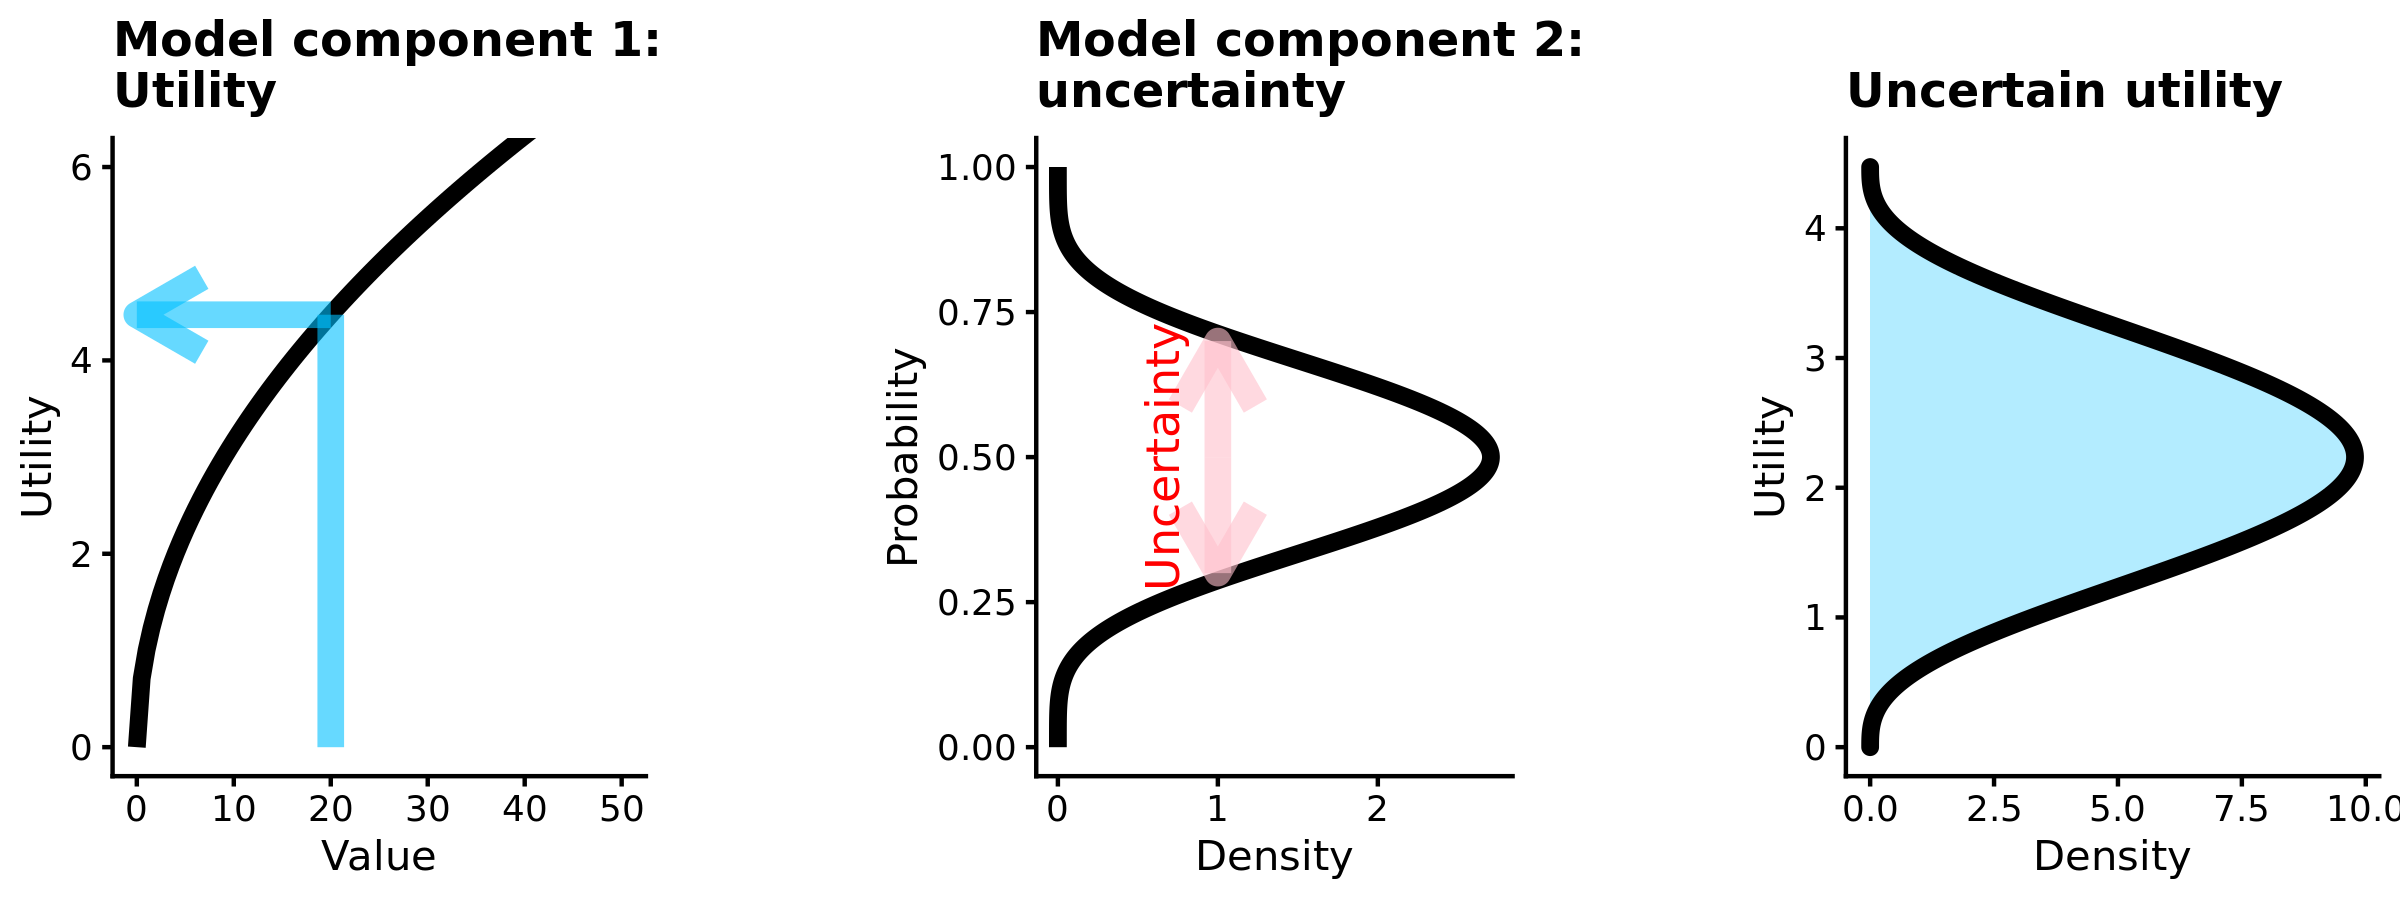 Model component 1:
Utility
6
4
2
0
Utility
0 10 20 30 40 50
Value
Model component 2:
uncertainty
1.00
0.75
0.50
0.25
0.00
Probability
Uncertainty
0 1 2
Density
Uncertain utility
4
3
2
1
0
Utility
0.0 2.5 5.0 7.5 10.0
Density